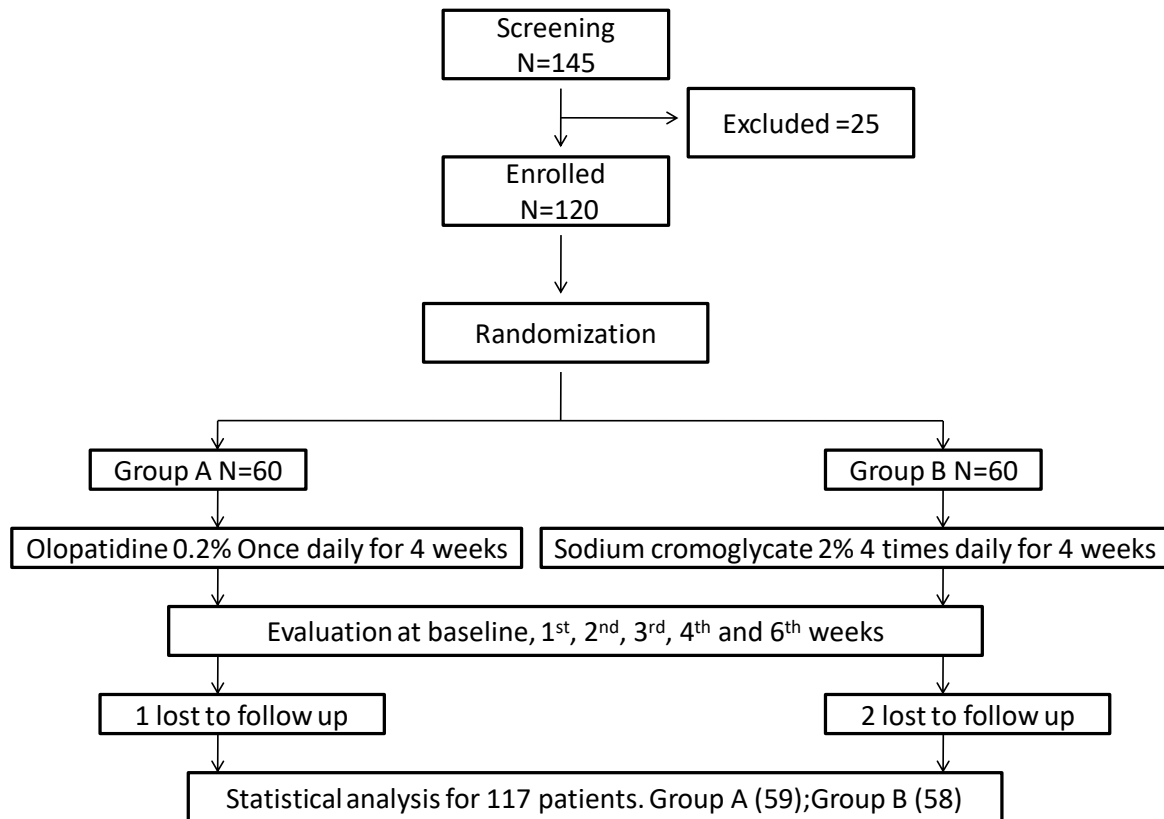 Screening
N=145
Excluded =25
Enrolled
N=120
Randomization
Group A N=60
Group B N=60
Olopatidine 0.2% Once daily for 4 weeks
Sodium cromoglycate 2% 4 times daily for 4 weeks
Evaluation at baseline, 1st, 2nd, 3rd, 4th and 6th weeks
1 lost to follow up
2 lost to follow up
Statistical analysis for 117 patients. Group A (59);Group B (58)